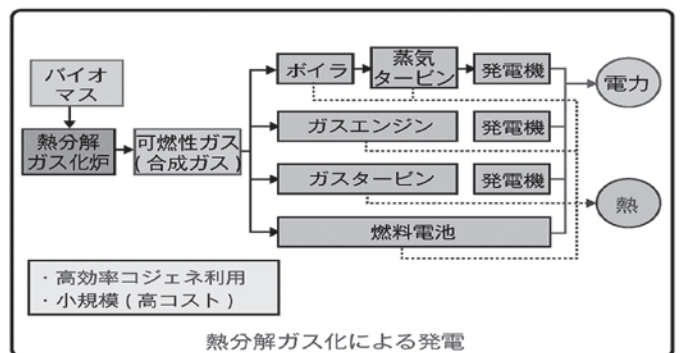 バイオ
マス
熱分解
ガス化炉
可燃性ガス
(合成ガス)
ボイラ
蒸気
タービン
発電機
ガスエンジン
発電機
ガスタービン
発電機
燃料電池
電力
熱
・高効率コジェネ利用
・小規模(高コスト)
熱分解ガス化による発電